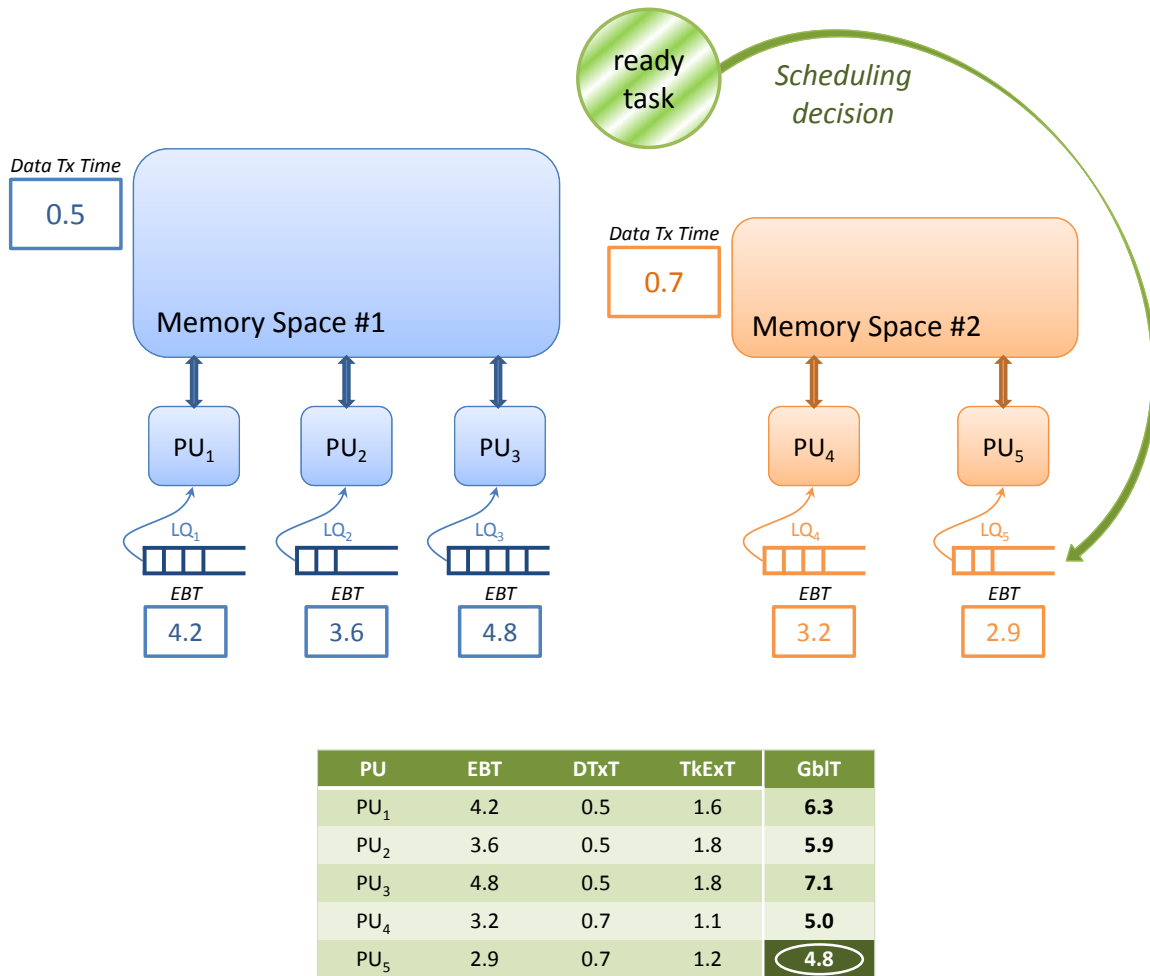 ready
task
Scheduling
decision
Data Tx Time
0.5
Memory Space #1
Data Tx Time
0.7
Memory Space #2
PU1 PU2 PU3 PU4 PU5
LQ1 LQ2 LQ3 LQ4 LQ5
EBT EBT EBT EBT EBT
4.2 3.6 4.8 3.2 2.9
PU EBT DTxT TkExT GblT
PU1 4.2 0.5 1.6 6.3
PU2 3.6 0.5 1.8 5.9
PU3 4.8 0.5 1.8 7.1
PU4 3.2 0.7 1.1 5.0
PU5 2.9 0.7 1.2 4.8